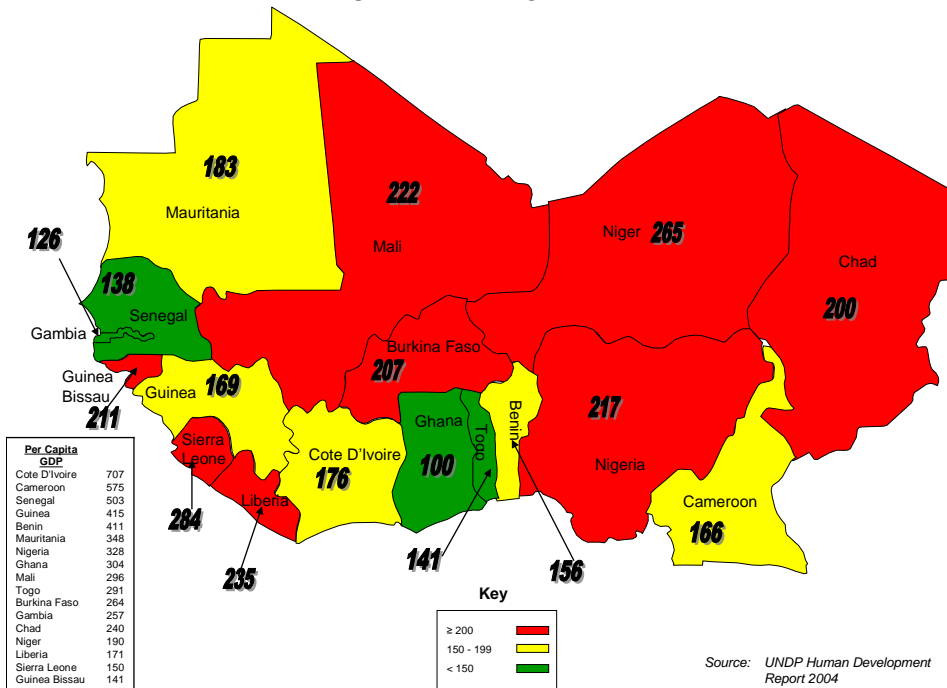 183
Mauritania
222
Mali
Niger 265
Chad
200
126
138
Senegal
Gambia
Guinea
Bissau
211
Guinea
169
Burkina Faso
207
Ghana
100
Togo
Benin
217
Nigeria
Sierra
Leone
284
Liberia
235
Cote D'Ivoire
176
141
156
Cameroon
166
Per Capita
GDP
Cote D'Ivoire 707
Cameroon 575
Senegal 503
Guinea 415
Benin 411
Mauritania 348
Nigeria 328
Ghana 304
Mali 296
Togo 291
Burkina Faso 264
Gambia 257
Chad 240
Niger 190
Liberia 171
Sierra Leone 150
Guinea Bissau 141
Key
≥ 200
150 - 199
< 150
Source: UNDP Human Development
Report 2004